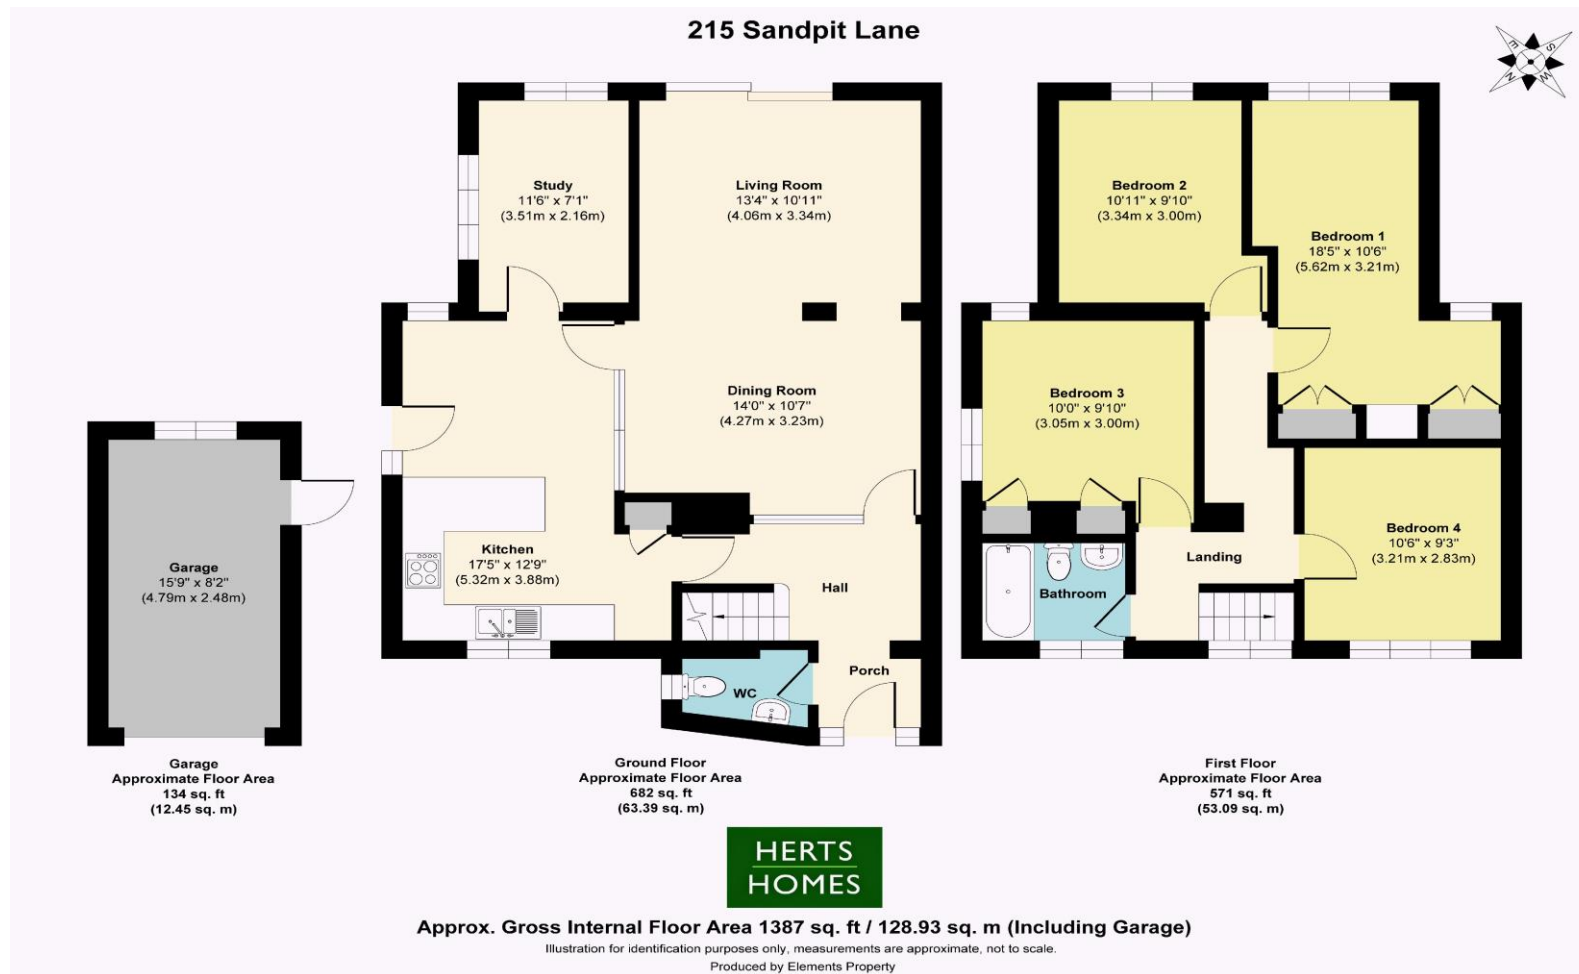 215 Sandpit Lane
E
S
N
W
Study
11'6" x 7'1"
(3.51m x 2.16m)
Living Room
13'4" x 10'11"
(4.06m x 3.34m)
Dining Room
14'0" x 10'7"
(4.27m x 3.23m)
Kitchen
17'5" x 12'9"
(5.32m x 3.88m)
Hall
Porch
WC
Garage
15'9" x 8'2"
(4.79m x 2.48m)
Bedroom 2
10'11" x 9'10"
(3.34m x 3.00m)
Bedroom 1
18'5" x 10'6"
(5.62m x 3.21m)
Bedroom 3
10'0" x 9'10"
(3.05m x 3.00m)
Bedroom 4
10'6" x 9'3"
(3.21m x 2.83m)
Landing
Bathroom
Garage
Approximate Floor Area
134 sq. ft
(12.45 sq. m)
Ground Floor
Approximate Floor Area
682 sq. ft
(63.39 sq. m)
First Floor
Approximate Floor Area
571 sq. ft
(53.09 sq. m)
HERTS
HOMES
Approx. Gross Internal Floor Area 1387 sq. ft / 128.93 sq. m (Including Garage)
Illustration for identification purposes only, measurements are approximate, not to scale.
Produced by Elements Property